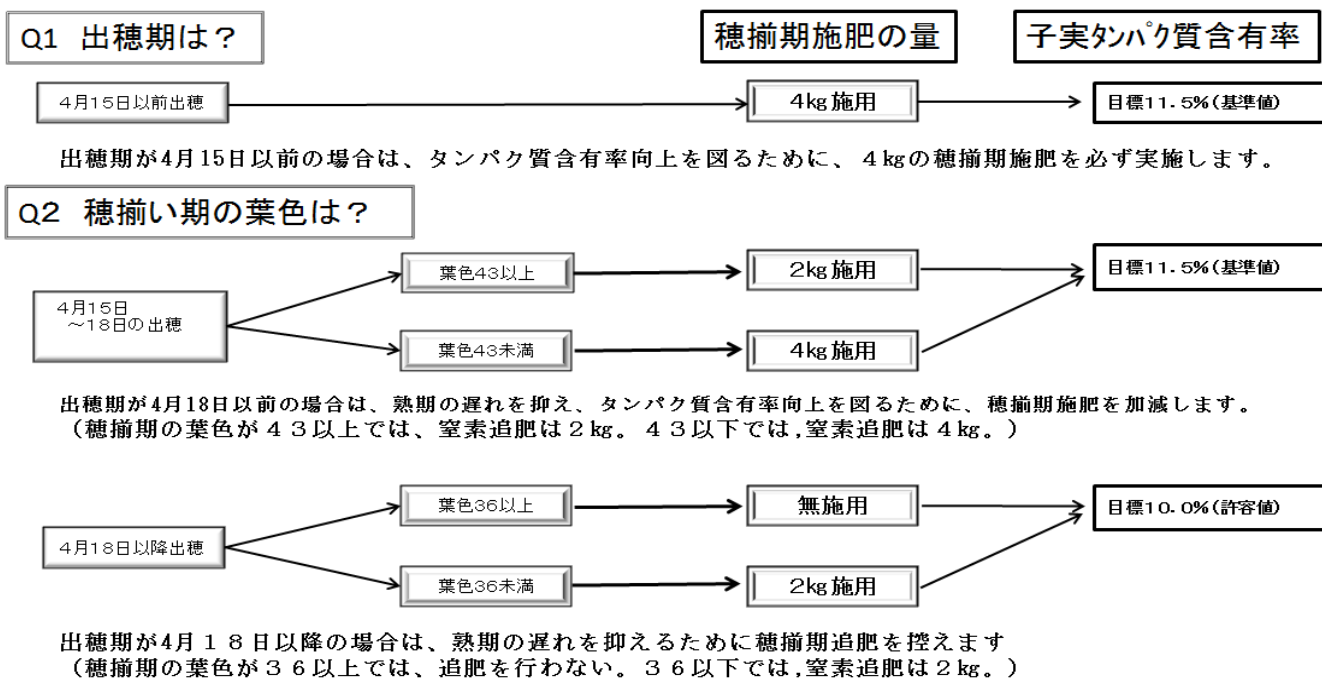 Q1 出穂期は？
穂揃期施肥の量
子実タンパク質含有率
4月15日以前出穂
4kg施用
目標11.5%(基準値)
出穂期が4月15日以前の場合は、タンパク質含有率向上を図るために、４kgの穂揃期施肥を必ず実施します。
Q2 穂揃い期の葉色は？
葉色43以上
2kg施用
目標11.5%(基準値)
4月15日
～18日の出穂
葉色43未満
4kg施用
出穂期が4月18日以前の場合は、熟期の遅れを抑え、タンパク質含有率向上を図るために、穂揃期施肥を加減します。
（穂揃期の葉色が４３以上では、窒素追肥は２kg。４３以下では,窒素追肥は４kg。）
葉色36以上
無施用
目標10.0%(許容値)
4月18日以降出穂
葉色36未満
2kg施用
出穂期が4月１８日以降の場合は、熟期の遅れを抑えるために穂揃期追肥を控えます
（穂揃期の葉色が３６以上では、追肥を行わない。３６以下では,窒素追肥は２kg。）